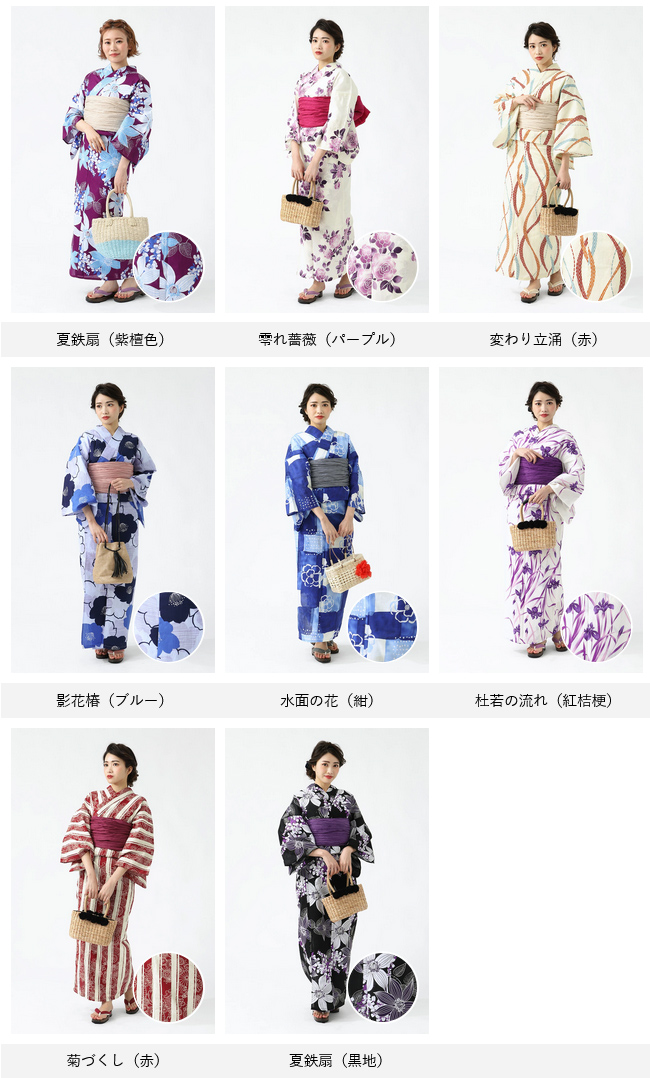 夏鉄扇（紫檀色）
零れ薔薇（パープル）
変わり立涌（赤）
影花椿（ブルー）
水面の花（紺）
杜若の流れ（紅桔梗）
菊づくし（赤）
夏鉄扇（黒地）